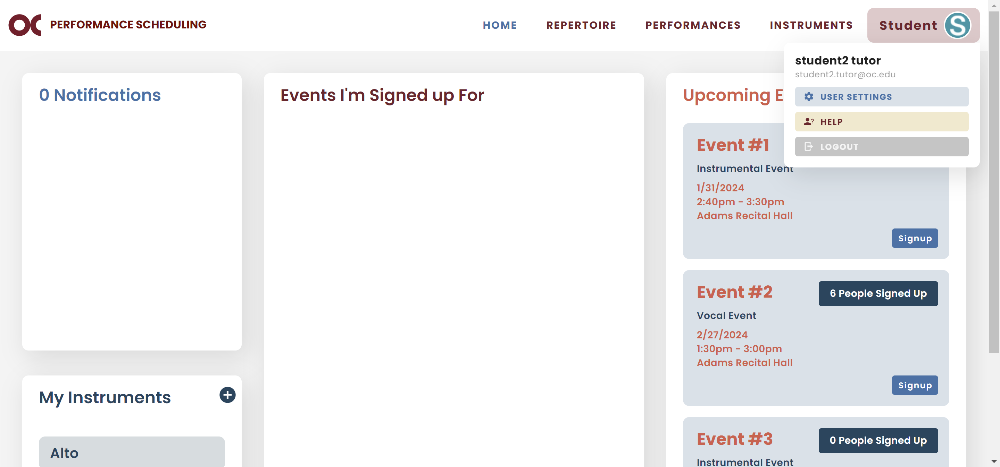 OC PERFORMANCE SCHEDULING
HOME
REPERTOIRE
PERFORMANCES
INSTRUMENTS
Student S
student2 tutor
student2.tutor@oc.edu
USER SETTINGS
HELP
LOGOUT
0 Notifications
My Instruments
Alto
Events I'm Signed up For
Upcoming E
Event #1
Instrumental Event
1/31/2024
2:40pm - 3:30pm
Adams Recital Hall
Signup
Event #2
6 People Signed Up
Vocal Event
2/27/2024
1:30pm - 3:00pm
Adams Recital Hall
Signup
Event #3
0 People Signed Up
Instrumental Event